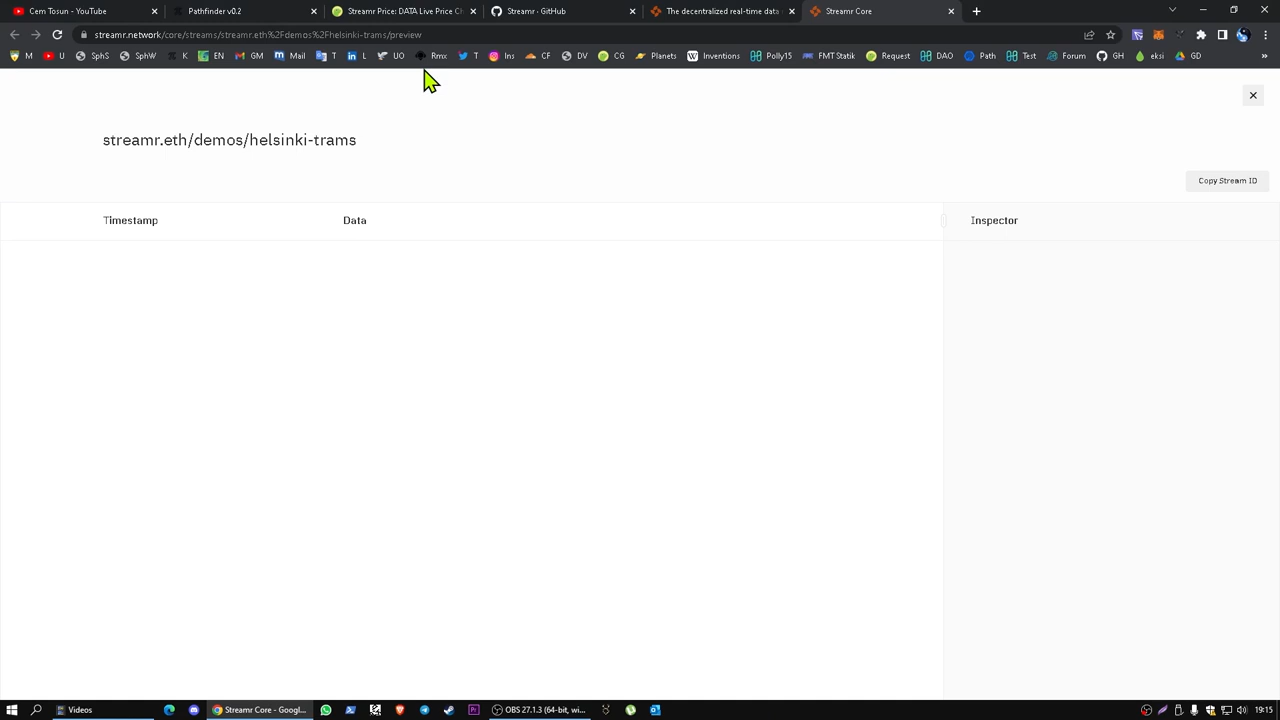 Cem Tosun - YouTube
Pathfinder v0.2
Streamr Price: DATA Live Price C
Streamr · GitHub
The decentralized real-time data
Streamr Core
streamr.network/core/streams/streamr.eth%2Fdemos%2Fhelsinki-trams/preview
M U SphS SphW K EN GM Mail T L UO Rmx T Ins CF DV CG Planets Inventions Polly15 FMT Statik Request DAO Path Test Forum GH eksi GD »
streamr.eth/demos/helsinki-trams
Copy Stream ID
Timestamp
Data
Inspector
Videos
Streamr Core - Googl...
OBS 27.1.3 (64-bit, wi...
19:15